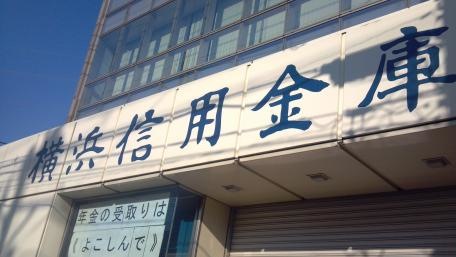 横浜信用金庫
年金の受取りは
《よこしんで》